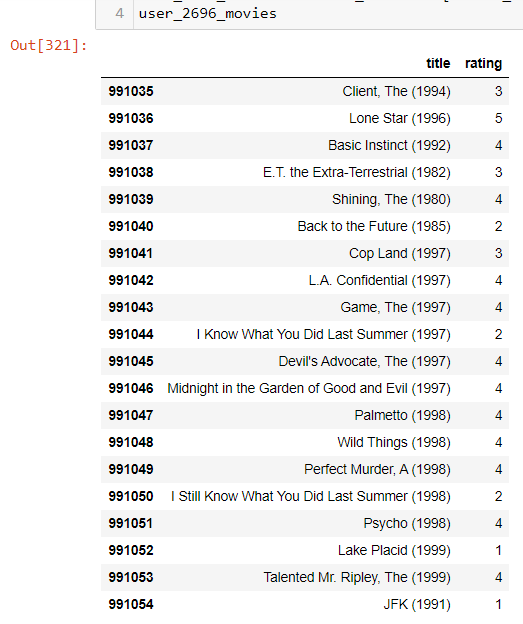 4 user_2696_movies
Out[321]:
title rating
991035 Client, The (1994) 3
991036 Lone Star (1996) 5
991037 Basic Instinct (1992) 4
991038 E.T. the Extra-Terrestrial (1982) 3
991039 Shining, The (1980) 4
991040 Back to the Future (1985) 2
991041 Cop Land (1997) 3
991042 L.A. Confidential (1997) 4
991043 Game, The (1997) 4
991044 I Know What You Did Last Summer (1997) 2
991045 Devil's Advocate, The (1997) 4
991046 Midnight in the Garden of Good and Evil (1997) 4
991047 Palmetto (1998) 4
991048 Wild Things (1998) 4
991049 Perfect Murder, A (1998) 4
991050 I Still Know What You Did Last Summer (1998) 2
991051 Psycho (1998) 4
991052 Lake Placid (1999) 1
991053 Talented Mr. Ripley, The (1999) 4
991054 JFK (1991) 1